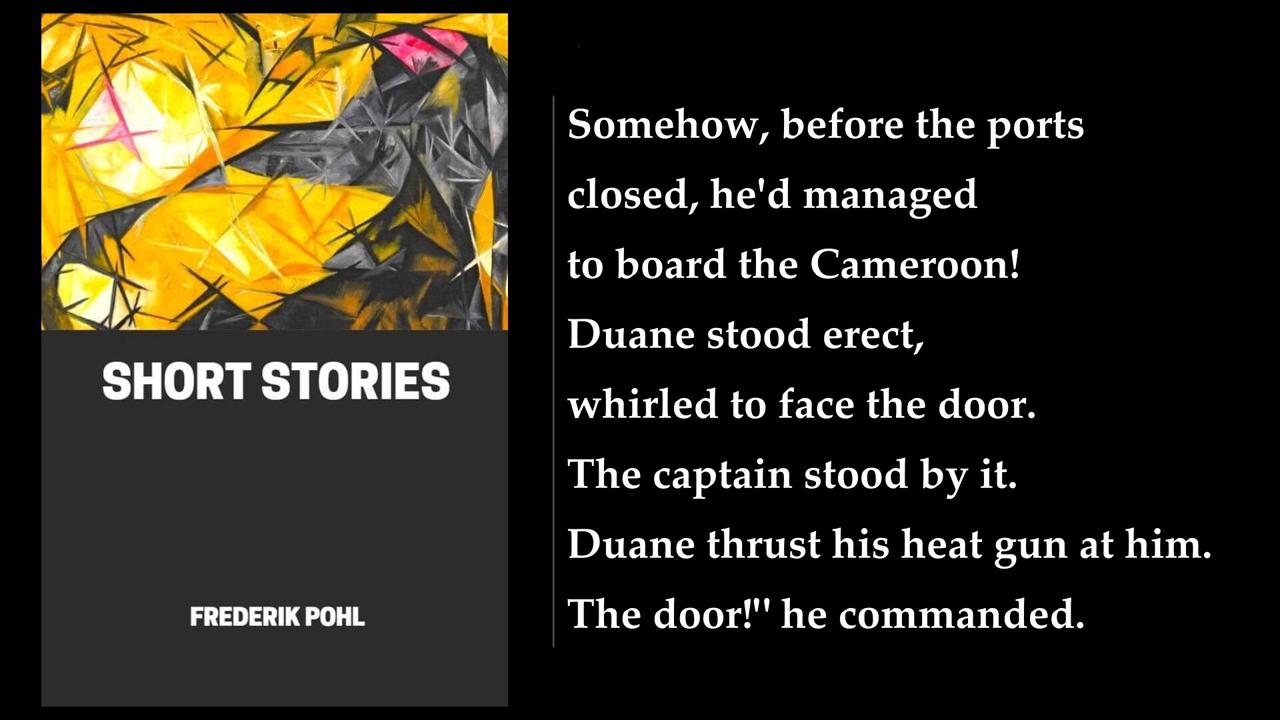 SHORT STORIES
FREDERIK POHL
Somehow, before the ports
closed, he'd managed
to board the Cameroon!
Duane stood erect,
whirled to face the door.
The captain stood by it.
Duane thrust his heat gun at him.
The door!" he commanded.